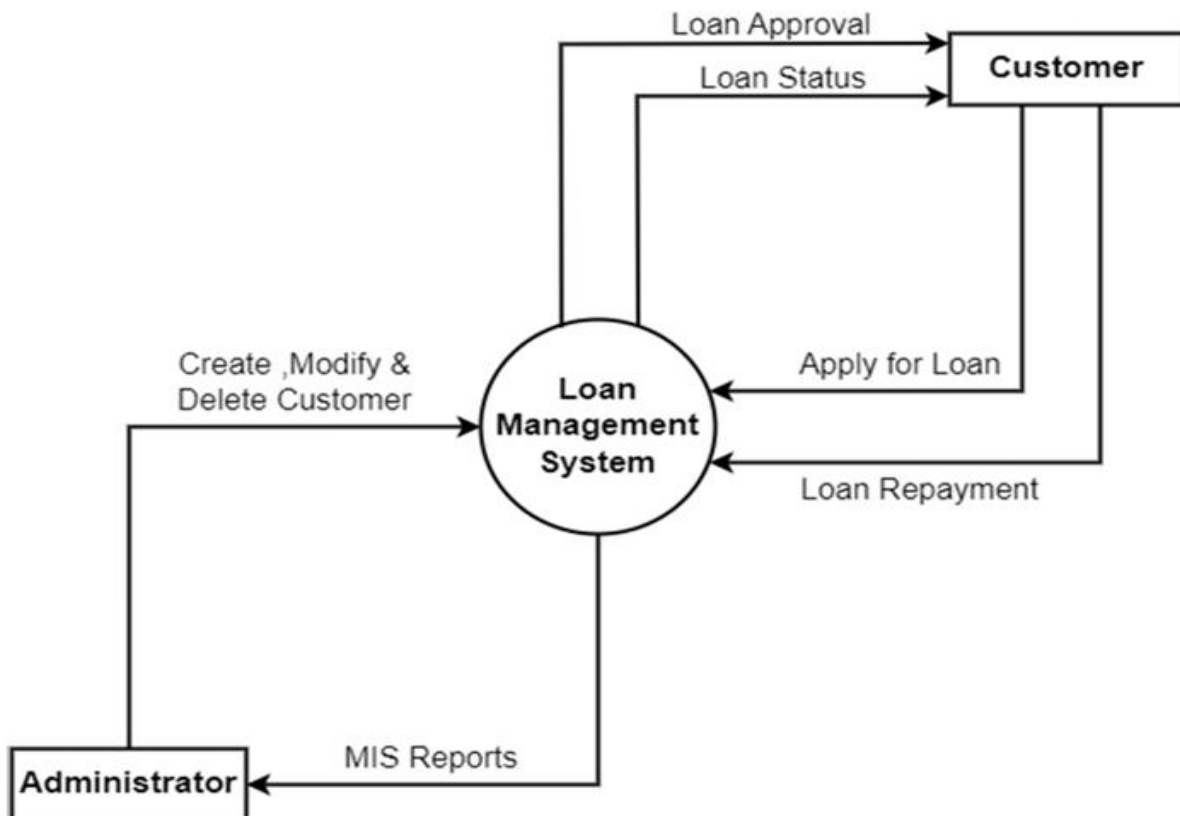 Loan Approval
Customer
Loan Status
Create ,Modify &
Delete Customer
Loan
Management
System
Apply for Loan
Loan Repayment
MIS Reports
Administrator